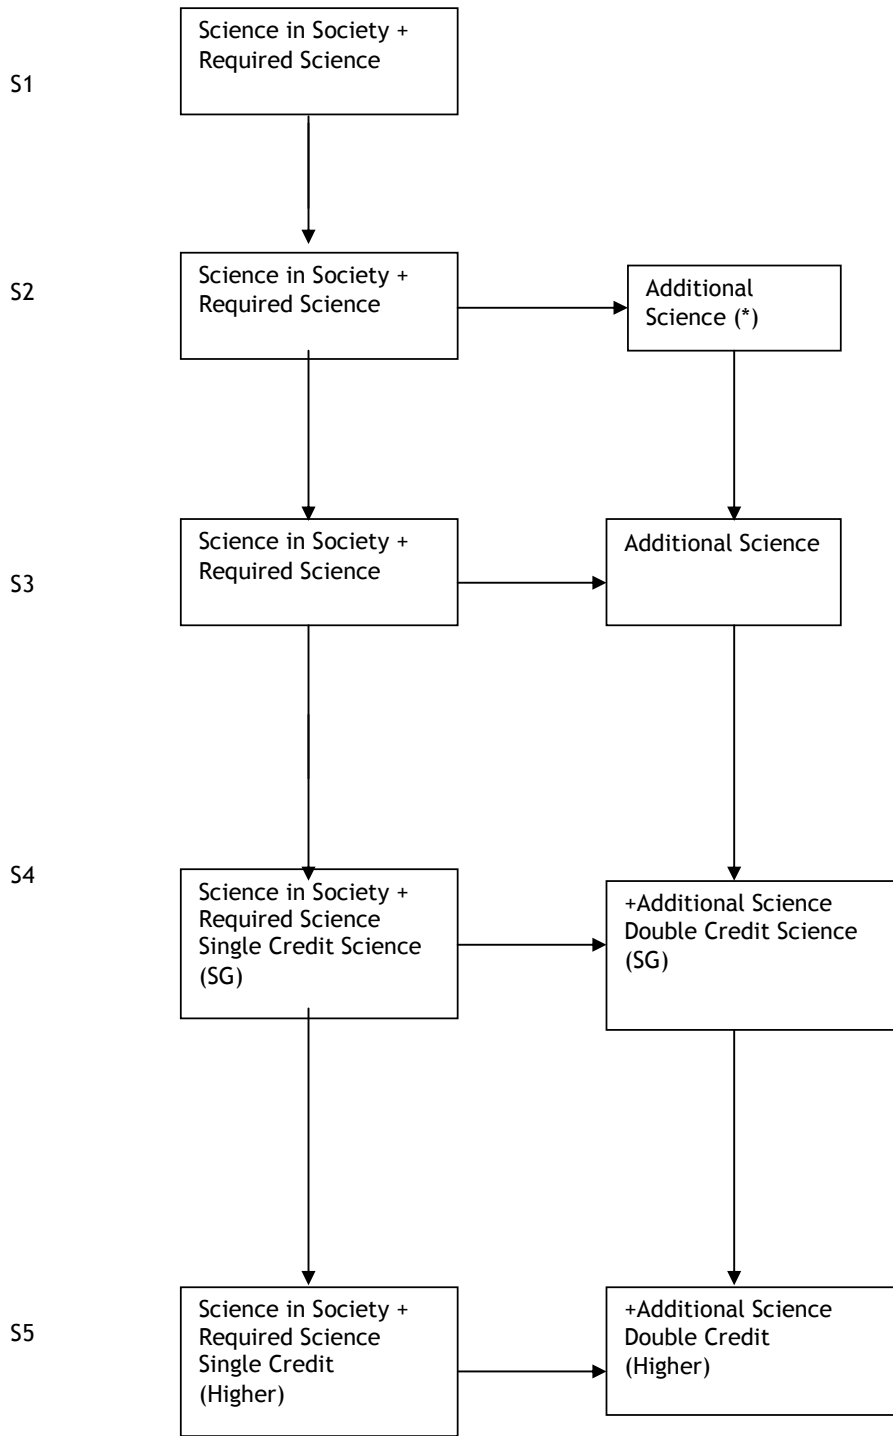 Science in Society +
Required Science
S1
S2
Science in Society +
Required Science
Additional
Science (*)
S3
Science in Society +
Required Science
Additional Science
S4
Science in Society +
Required Science
Single Credit Science
(SG)
+Additional Science
Double Credit Science
(SG)
S5
Science in Society +
Required Science
Single Credit
(Higher)
+Additional Science
Double Credit
(Higher)